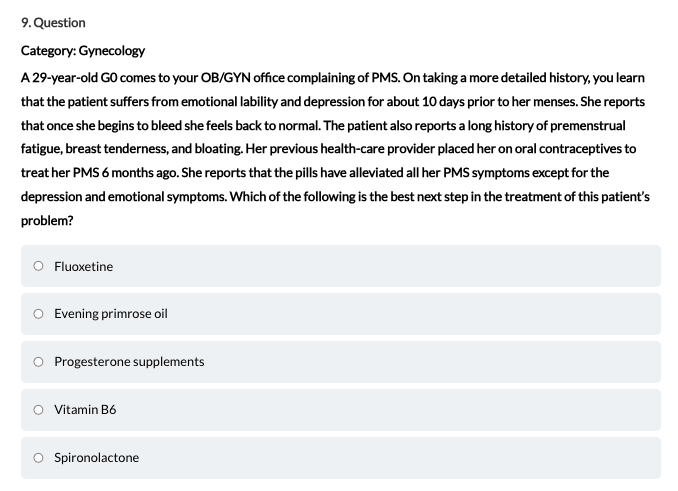 9. Question
Category: Gynecology
A 29-year-old G0 comes to your OB/GYN office complaining of PMS. On taking a more detailed history, you learn
that the patient suffers from emotional lability and depression for about 10 days prior to her menses. She reports
that once she begins to bleed she feels back to normal. The patient also reports a long history of premenstrual
fatigue, breast tenderness, and bloating. Her previous health-care provider placed her on oral contraceptives to
treat her PMS 6 months ago. She reports that the pills have alleviated all her PMS symptoms except for the
depression and emotional symptoms. Which of the following is the best next step in the treatment of this patient’s
problem?
Fluoxetine
Evening primrose oil
Progesterone supplements
Vitamin B6
Spironolactone